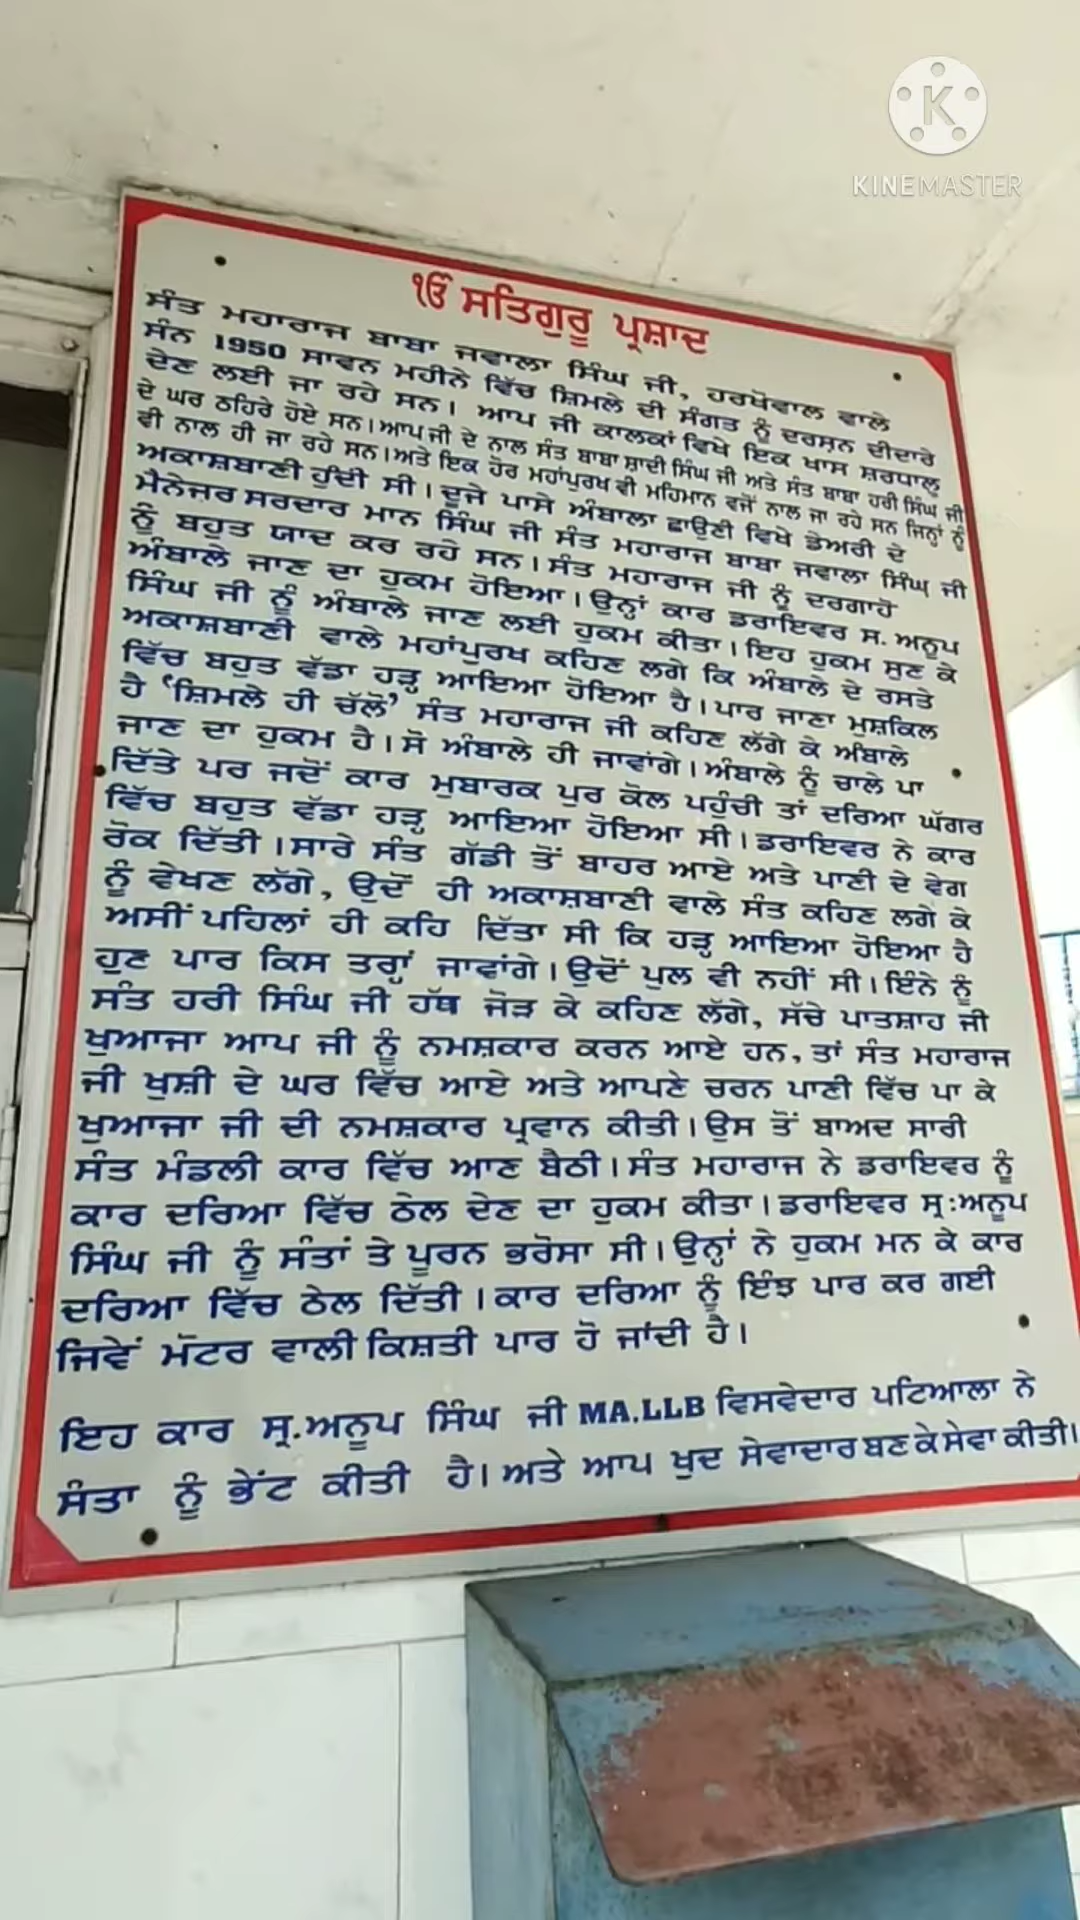 KINEMASTER
ੴ ਸਤਿਗੁਰੂ ਪ੍ਰਸ਼ਾਦ
ਸੰਤ ਮਹਾਰਾਜ ਬਾਬਾ ਜਵਾਲਾ ਸਿੰਘ ਜੀ, ਹਰਖੋਵਾਲ ਵਾਲੇ
ਸੰਨ 1950 ਸਾਵਨ ਮਹੀਨੇ ਵਿੱਚ ਸ਼ਿਮਲੇ ਦੀ ਸੰਗਤ ਨੂੰ ਦਰਸ਼ਨ ਦੀਦਾਰੇ
ਦੇਣ ਲਈ ਜਾ ਰਹੇ ਸਨ। ਆਪ ਜੀ ਕਾਲਕਾਂ ਵਿਖੇ ਇਕ ਖਾਸ ਸ਼ਰਧਾਲੂ
ਦੇ ਘਰ ਠਹਿਰੇ ਹੋਏ ਸਨ।ਆਪ ਜੀ ਦੇ ਨਾਲ ਸੰਤ ਬਾਬਾ ਸ਼ਾਦੀ ਸਿੰਘ ਜੀ ਅਤੇ ਸੰਤ ਬਾਬਾ ਹਰੀ ਸਿੰਘ ਜੀ
ਵੀ ਨਾਲ ਹੀ ਜਾ ਰਹੇ ਸਨ।ਅਤੇ ਇਕ ਹੋਰ ਮਹਾਂਪੁਰਖ ਵੀ ਮਹਿਮਾਨ ਵਜੋਂ ਨਾਲ ਜਾ ਰਹੇ ਸਨ ਜਿਨ੍ਹਾਂ ਨੂੰ
ਅਕਾਸ਼ਬਾਣੀ ਹੁੰਦੀ ਸੀ। ਦੂਜੇ ਪਾਸੇ ਅੰਬਾਲਾ ਛਾਉਣੀ ਵਿਖੇ ਡੇਅਰੀ ਦੇ
ਮੈਨੇਜਰ ਸਰਦਾਰ ਮਾਨ ਸਿੰਘ ਜੀ ਸੰਤ ਮਹਾਰਾਜ ਬਾਬਾ ਜਵਾਲਾ ਸਿੰਘ ਜੀ
ਨੂੰ ਬਹੁਤ ਯਾਦ ਕਰ ਰਹੇ ਸਨ। ਸੰਤ ਮਹਾਰਾਜ ਜੀ ਨੂੰ ਦਰਗਾਹੋ
ਅੰਬਾਲੇ ਜਾਣ ਦਾ ਹੁਕਮ ਹੋਇਆ। ਉਨ੍ਹਾਂ ਕਾਰ ਡਰਾਇਵਰ ਸ. ਅਨੂਪ
ਸਿੰਘ ਜੀ ਨੂੰ ਅੰਬਾਲੇ ਜਾਣ ਲਈ ਹੁਕਮ ਕੀਤਾ। ਇਹ ਹੁਕਮ ਸੁਣ ਕੇ
ਅਕਾਸ਼ਬਾਣੀ ਵਾਲੇ ਮਹਾਂਪੁਰਖ ਕਹਿਣ ਲਗੇ ਕਿ ਅੰਬਾਲੇ ਦੇ ਰਸਤੇ
ਵਿੱਚ ਬਹੁਤ ਵੱਡਾ ਹੜ੍ਹ ਆਇਆ ਹੋਇਆ ਹੈ। ਪਾਰ ਜਾਣਾ ਮੁਸ਼ਕਿਲ
ਹੈ ‘ਸ਼ਿਮਲੇ ਹੀ ਚੱਲੋ’ ਸੰਤ ਮਹਾਰਾਜ ਜੀ ਕਹਿਣ ਲੱਗੇ ਕੇ ਅੰਬਾਲੇ
ਜਾਣ ਦਾ ਹੁਕਮ ਹੈ। ਸੋ ਅੰਬਾਲੇ ਹੀ ਜਾਵਾਂਗੇ। ਅੰਬਾਲੇ ਨੂੰ ਚਾਲੇ ਪਾ
ਦਿੱਤੇ ਪਰ ਜਦੋਂ ਕਾਰ ਮੁਬਾਰਕ ਪੁਰ ਕੋਲ ਪਹੁੰਚੀ ਤਾਂ ਦਰਿਆ ਘੱਗਰ
ਵਿੱਚ ਬਹੁਤ ਵੱਡਾ ਹੜ੍ਹ ਆਇਆ ਹੋਇਆ ਸੀ। ਡਰਾਇਵਰ ਨੇ ਕਾਰ
ਰੋਕ ਦਿੱਤੀ। ਸਾਰੇ ਸੰਤ ਗੱਡੀ ਤੋਂ ਬਾਹਰ ਆਏ ਅਤੇ ਪਾਣੀ ਦੇ ਵੇਗ
ਨੂੰ ਵੇਖਣ ਲੱਗੇ, ਉਦੋਂ ਹੀ ਅਕਾਸ਼ਬਾਣੀ ਵਾਲੇ ਸੰਤ ਕਹਿਣ ਲਗੇ ਕੇ
ਅਸੀਂ ਪਹਿਲਾਂ ਹੀ ਕਹਿ ਦਿੱਤਾ ਸੀ ਕਿ ਹੜ੍ਹ ਆਇਆ ਹੋਇਆ ਹੈ
ਹੁਣ ਪਾਰ ਕਿਸ ਤਰ੍ਹਾਂ ਜਾਵਾਂਗੇ। ਉਦੋਂ ਪੁਲ ਵੀ ਨਹੀਂ ਸੀ। ਇੰਨੇ ਨੂੰ
ਸੰਤ ਹਰੀ ਸਿੰਘ ਜੀ ਹੱਥ ਜੋੜ ਕੇ ਕਹਿਣ ਲੱਗੇ, ਸੱਚੇ ਪਾਤਸ਼ਾਹ ਜੀ
ਖੁਆਜਾ ਆਪ ਜੀ ਨੂੰ ਨਮਸ਼ਕਾਰ ਕਰਨ ਆਏ ਹਨ, ਤਾਂ ਸੰਤ ਮਹਾਰਾਜ
ਜੀ ਖੁਸ਼ੀ ਦੇ ਘਰ ਵਿੱਚ ਆਏ ਅਤੇ ਆਪਣੇ ਚਰਨ ਪਾਣੀ ਵਿੱਚ ਪਾ ਕੇ
ਖੁਆਜਾ ਜੀ ਦੀ ਨਮਸ਼ਕਾਰ ਪ੍ਰਵਾਨ ਕੀਤੀ। ਉਸ ਤੋਂ ਬਾਅਦ ਸਾਰੀ
ਸੰਤ ਮੰਡਲੀ ਕਾਰ ਵਿੱਚ ਆਣ ਬੈਠੀ। ਸੰਤ ਮਹਾਰਾਜ ਨੇ ਡਰਾਇਵਰ ਨੂੰ
ਕਾਰ ਦਰਿਆ ਵਿੱਚ ਠੇਲ ਦੇਣ ਦਾ ਹੁਕਮ ਕੀਤਾ। ਡਰਾਇਵਰ ਸ੍ਰ:ਅਨੂਪ
ਸਿੰਘ ਜੀ ਨੂੰ ਸੰਤਾਂ ਤੇ ਪੂਰਨ ਭਰੋਸਾ ਸੀ। ਉਨ੍ਹਾਂ ਨੇ ਹੁਕਮ ਮਨ ਕੇ ਕਾਰ
ਦਰਿਆ ਵਿੱਚ ਠੇਲ ਦਿੱਤੀ। ਕਾਰ ਦਰਿਆ ਨੂੰ ਇੰਝ ਪਾਰ ਕਰ ਗਈ
ਜਿਵੇਂ ਮੋਟਰ ਵਾਲੀ ਕਿਸ਼ਤੀ ਪਾਰ ਹੋ ਜਾਂਦੀ ਹੈ।
ਇਹ ਕਾਰ ਸ੍ਰ.ਅਨੂਪ ਸਿੰਘ ਜੀ MA.LLB ਵਿਸਵੇਦਾਰ ਪਟਿਆਲਾ ਨੇ
ਸੰਤਾ ਨੂੰ ਭੇਂਟ ਕੀਤੀ ਹੈ। ਅਤੇ ਆਪ ਖੁਦ ਸੇਵਾਦਾਰ ਬਣ ਕੇ ਸੇਵਾ ਕੀਤੀ।